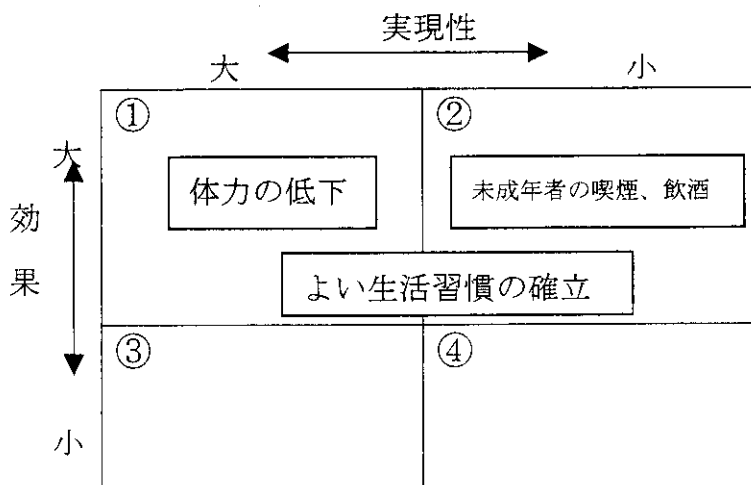 実現性
大
小
①
②
大
体力の低下
未成年者の喫煙、飲酒
効果
よい生活習慣の確立
③
④
小